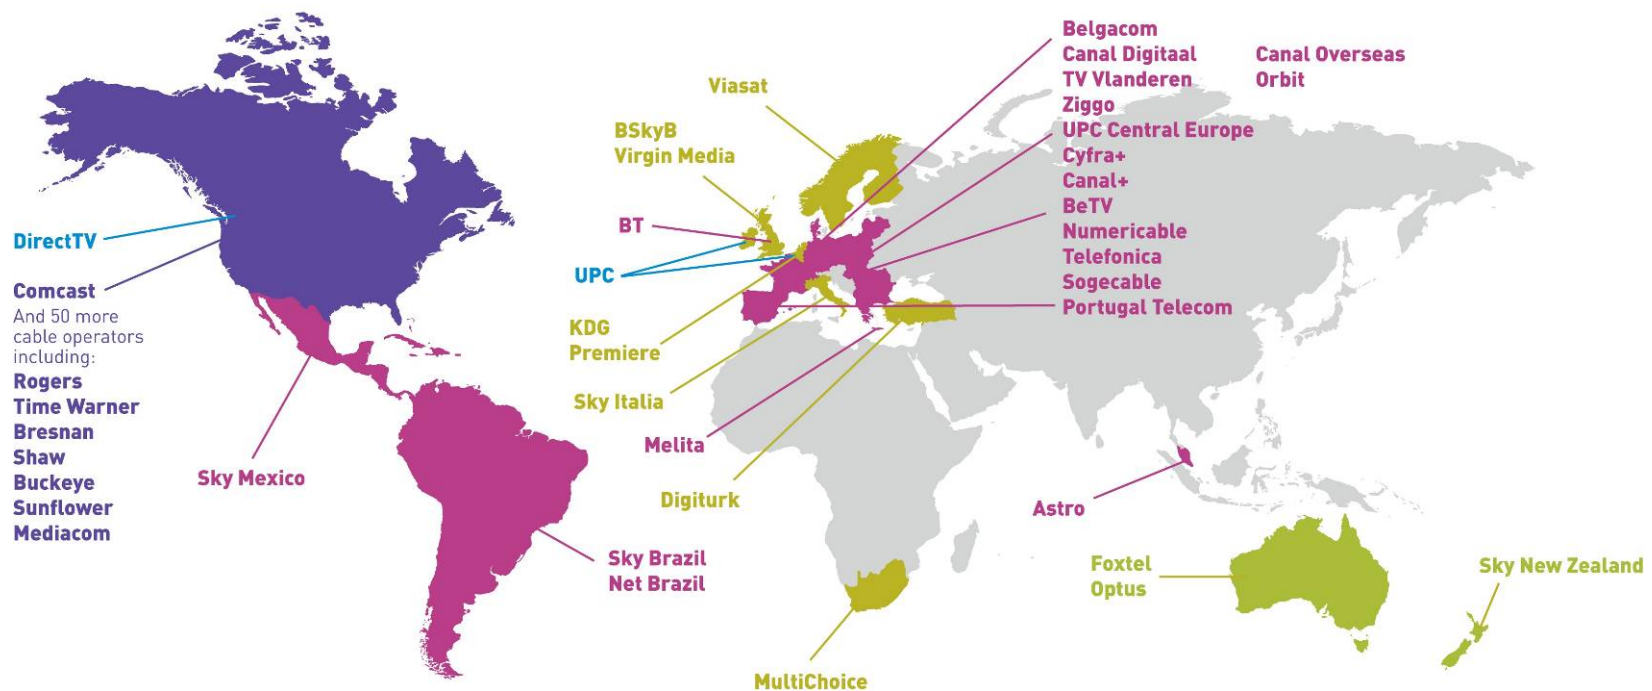 DirectTV
Comcast
And 50 more
cable operators
including:
Rogers
Time Warner
Bresnan
Shaw
Buckeye
Sunflower
Mediacom
Sky Mexico
Sky Brazil
Net Brazil
Viasat
BSkyB
Virgin Media
BT
UPC
KDG
Premiere
Sky Italia
Melita
Digiturk
MultiChoice
Belgacom
Canal Digitaal
TV Vlanderen
Ziggo
UPC Central Europe
Cyfra+
Canal+
BeTV
Numericable
Telefonica
Sogecable
Portugal Telecom
Canal Overseas
Orbit
Astro
Foxtel
Optus
Sky New Zealand